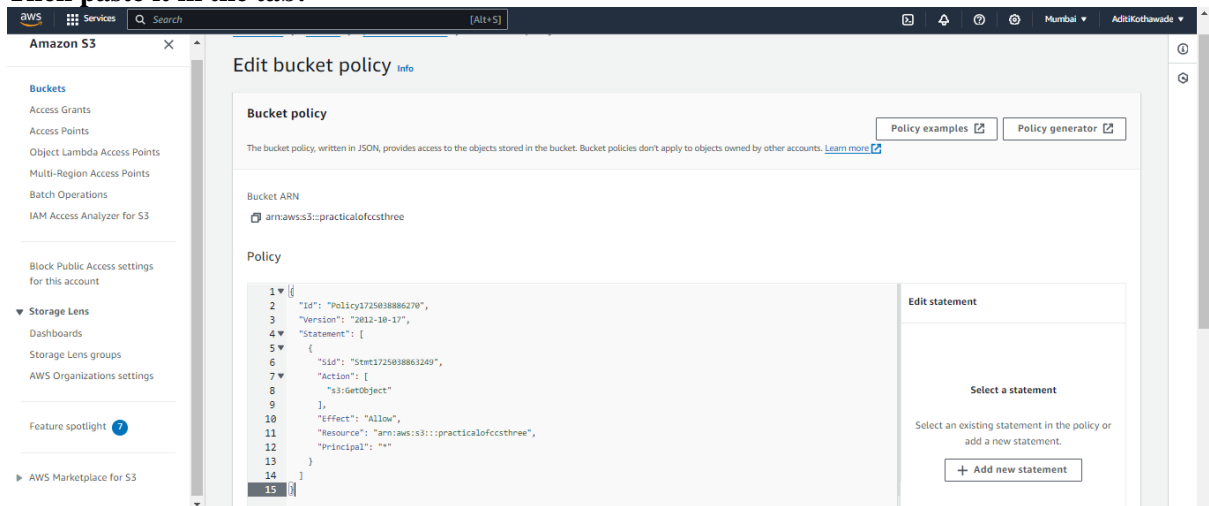 Then paste it in the tab.
aws Services Search [Alt+S] Mumbai ▼ AditiKothawade ▼
Amazon S3
Buckets
Access Grants
Access Points
Object Lambda Access Points
Multi-Region Access Points
Batch Operations
IAM Access Analyzer for S3
Block Public Access settings
for this account
▼ Storage Lens
Dashboards
Storage Lens groups
AWS Organizations settings
Feature spotlight 7
▶ AWS Marketplace for S3
Edit bucket policy Info
Bucket policy
Policy examples Policy generator
The bucket policy, written in JSON, provides access to the objects stored in the bucket. Bucket policies don't apply to objects owned by other accounts. Learn more
Bucket ARN
arn:aws:s3:::practicalofccsthree
Policy
1 ▼ {
2 "Id": "Policy1725038886270",
3 "Version": "2012-10-17",
4 ▼ "Statement": [
5 ▼ {
6 "Sid": "Stmt1725038863249",
7 ▼ "Action": [
8 "s3:GetObject"
9 ],
10 "Effect": "Allow",
11 "Resource": "arn:aws:s3:::practicalofccsthree",
12 "Principal": "*"
13 }
14 ]
15 }
Edit statement
Select a statement
Select an existing statement in the policy or
add a new statement.
+ Add new statement